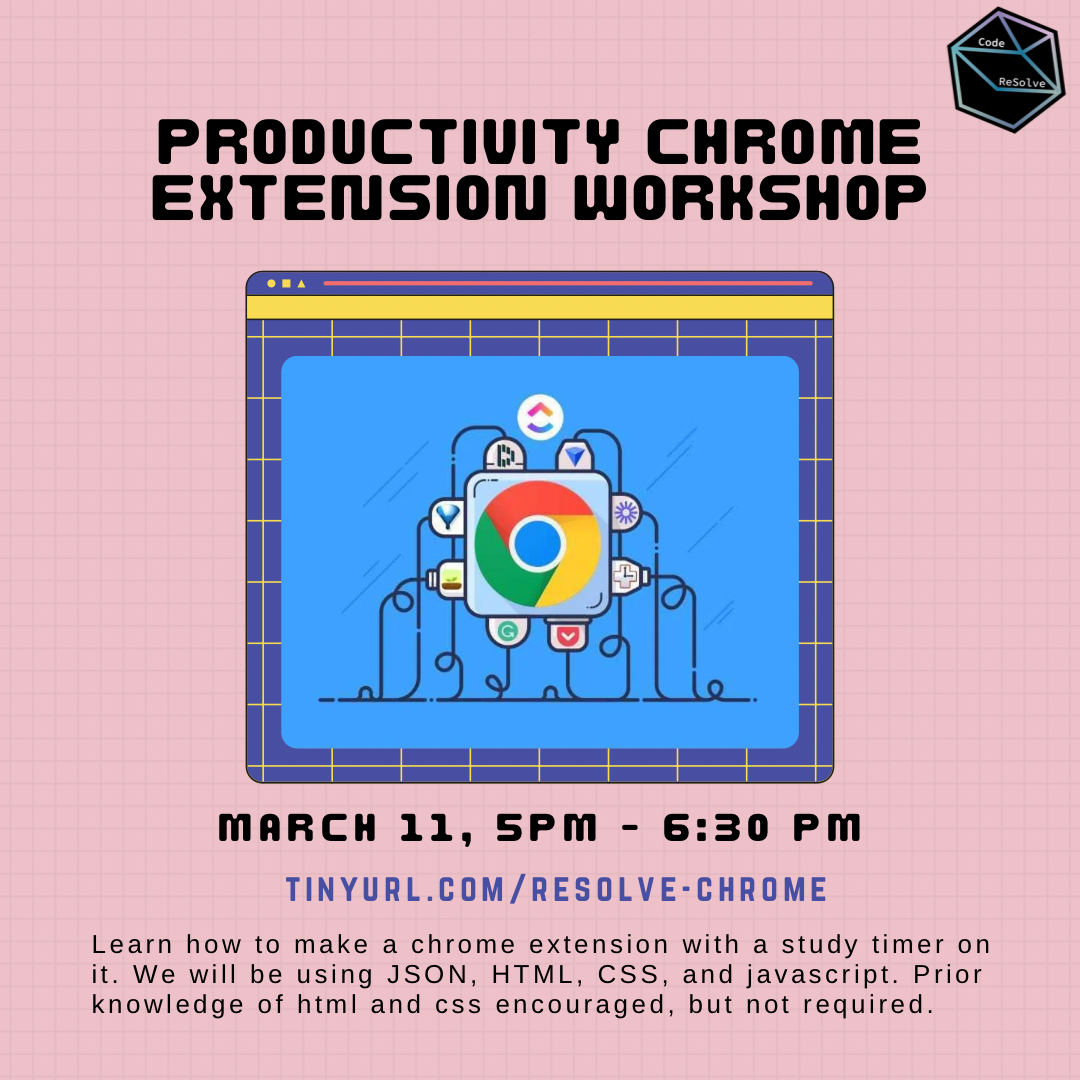 Code
ReSolve
PRODUCTIVITY CHROME
EXTENSION WORKSHOP
MARCH 11, 5PM - 6:30 PM
TINYURL.COM/RESOLVE-CHROME
Learn how to make a chrome extension with a study timer on
it. We will be using JSON, HTML, CSS, and javascript. Prior
knowledge of html and css encouraged, but not required.